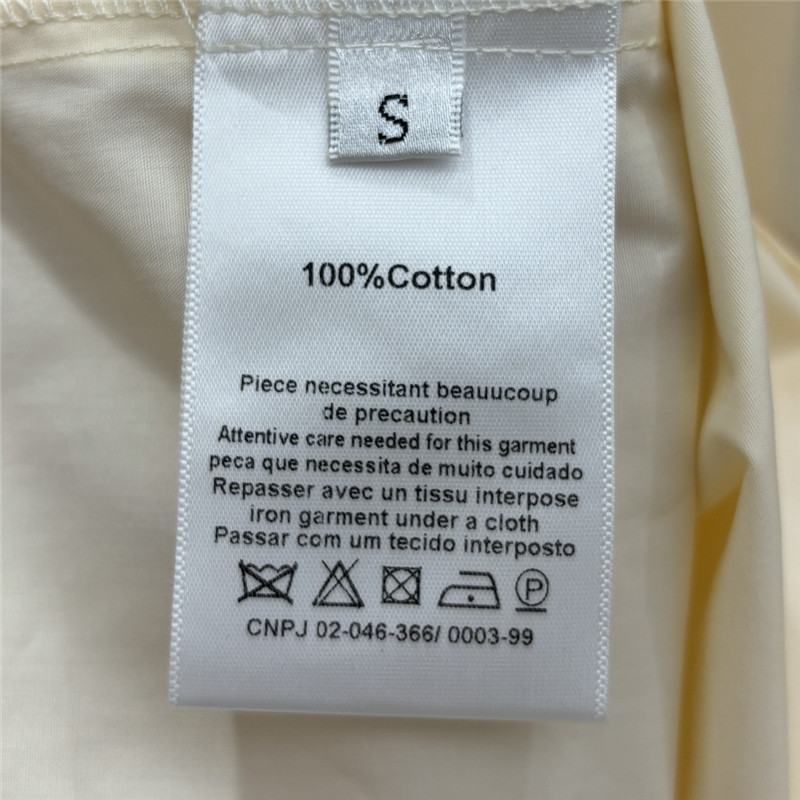 S
100%Cotton
Piece necessitant beauucoup
de precaution
Attentive care needed for this garment
peca que necessita de muito cuidado
Repasser avec un tissu interpose
iron garment under a cloth
Passar com um tecido interposto
P
CNPJ 02-046-366/ 0003-99